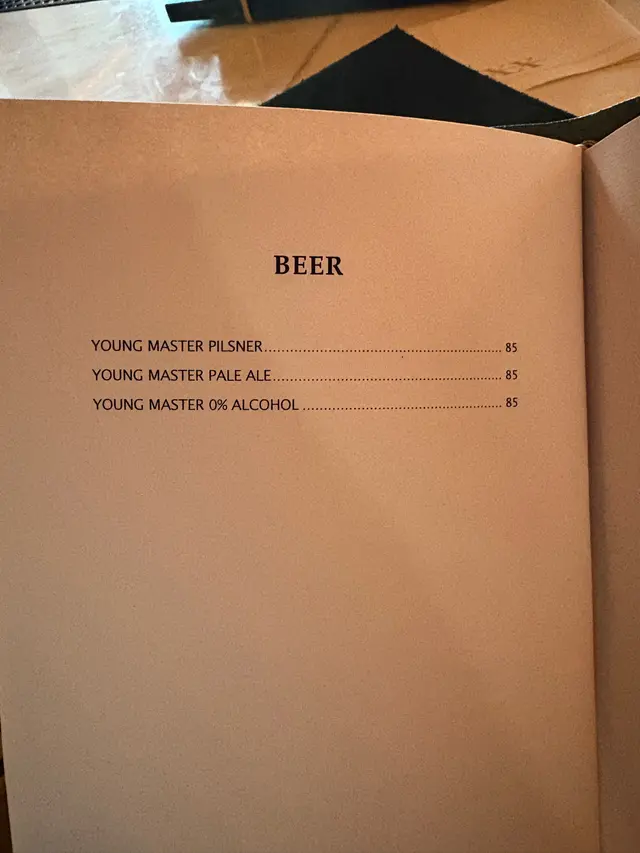 BEER
YOUNG MASTER PILSNER........................................................ 85
YOUNG MASTER PALE ALE..................................................... 85
YOUNG MASTER 0% ALCOHOL .............................................. 85